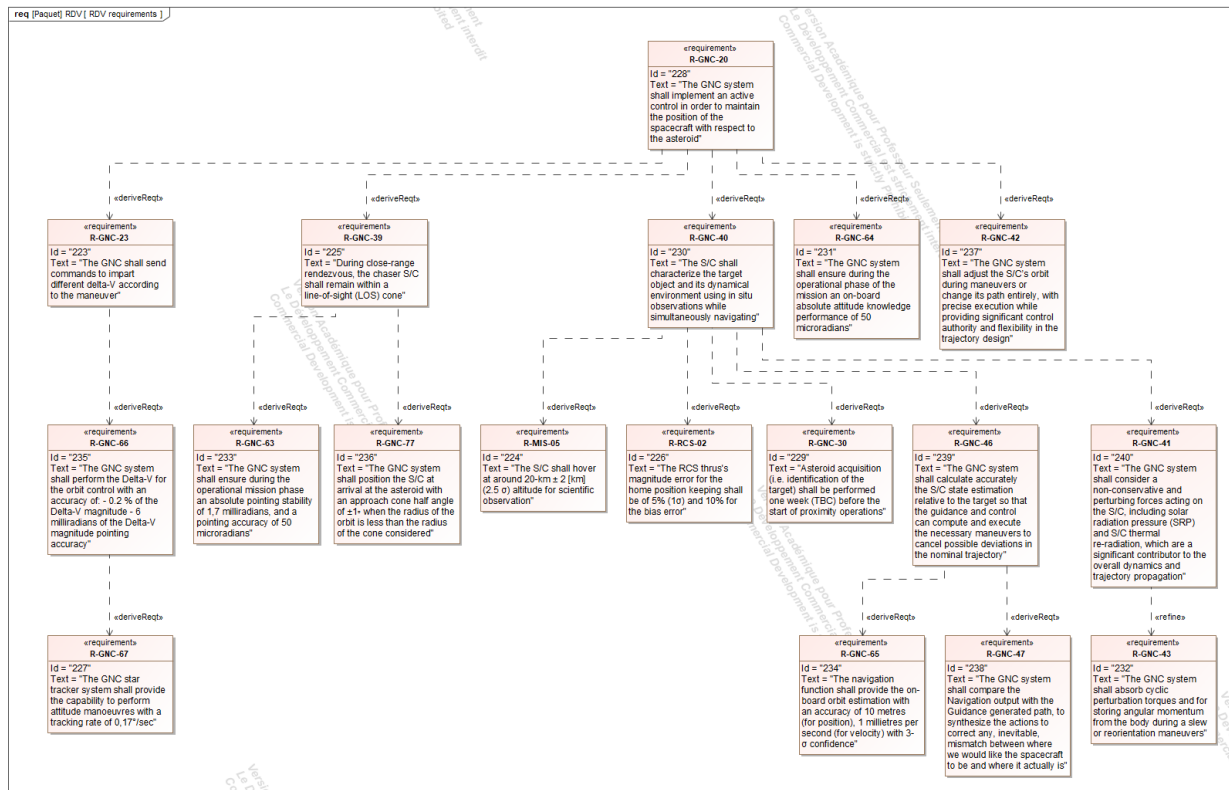 req [Paquet] RDV [ RDV requirements ]
«requirement»
R-GNC-20
Id = "228"
Text = "The GNC system
shall implement an active
control in order to maintain
the position of the
spacecraft with respect to
the asteroid"
«deriveReqt»
«deriveReqt»
«deriveReqt»
«deriveReqt»
«deriveReqt»
«requirement»
R-GNC-23
Id = "223"
Text = "The GNC shall send
commands to impart
different delta-V according
to the maneuver"
«requirement»
R-GNC-39
Id = "225"
Text = "During close-range
rendezvous, the chaser S/C
shall remain within a
line-of-sight (LOS) cone"
«requirement»
R-GNC-40
Id = "230"
Text = "The S/C shall
characterize the target
object and its dynamical
environment using in situ
observations while
simultaneously navigating"
«requirement»
R-GNC-64
Id = "231"
Text = "The GNC system
shall ensure during the
operational phase of the
mission an on-board
absolute attitude knowledge
performance of 50
microradians"
«requirement»
R-GNC-42
Id = "237"
Text = "The GNC system
shall adjust the S/C's orbit
during maneuvers or
change its path entirely, with
precise execution while
providing significant control
authority and flexibility in the
trajectory design"
«deriveReqt»
«deriveReqt»
«deriveReqt»
«deriveReqt»
«deriveReqt»
«deriveReqt»
«deriveReqt»
«deriveReqt»
«requirement»
R-GNC-66
Id = "235"
Text = "The GNC system
shall perform the Delta-V for
the orbit control with an
accuracy of: - 0.2 % of the
Delta-V magnitude - 6
milliradians of the Delta-V
magnitude pointing
accuracy"
«requirement»
R-GNC-63
Id = "233"
Text = "The GNC system
shall ensure during the
operational mission phase
an absolute pointing stability
of 1,7 milliradians, and a
pointing accuracy of 50
microradians"
«requirement»
R-GNC-77
Id = "236"
Text = "The GNC system
shall position the S/C at
arrival at the asteroid with
an approach cone half angle
of ±1∘ when the radius of the
orbit is less than the radius
of the cone considered"
«requirement»
R-MIS-05
Id = "224"
Text = "The S/C shall hover
at around 20-km ± 2 [km]
(2.5 σ) altitude for scientific
observation"
«requirement»
R-RCS-02
Id = "226"
Text = "The RCS thrus's
magnitude error for the
home position keeping shall
be of 5% (1σ) and 10% for
the bias error"
«requirement»
R-GNC-30
Id = "229"
Text = "Asteroid acquisition
(i.e. identification of the
target) shall be performed
one week (TBC) before the
start of proximity operations"
«requirement»
R-GNC-46
Id = "239"
Text = "The GNC system
shall calculate accurately
the S/C state estimation
relative to the target so that
the guidance and control
can compute and execute
the necessary maneuvers to
cancel possible deviations in
the nominal trajectory"
«requirement»
R-GNC-41
Id = "240"
Text = "The GNC system
shall consider a
non-conservative and
perturbing forces acting on
the S/C, including solar
radiation pressure (SRP)
and S/C thermal
re-radiation, which are a
significant contributor to the
overall dynamics and
trajectory propagation"
«deriveReqt»
«deriveReqt»
«deriveReqt»
«refine»
«requirement»
R-GNC-67
Id = "227"
Text = "The GNC star
tracker system shall provide
the capability to perform
attitude manoeuvres with a
tracking rate of 0,17°/sec"
«requirement»
R-GNC-65
Id = "234"
Text = "The navigation
function shall provide the on-
board orbit estimation with
an accuracy of 10 metres
(for position), 1 millietres per
second (for velocity) with 3-
σ confidence"
«requirement»
R-GNC-47
Id = "238"
Text = "The GNC system
shall compare the
Navigation output with the
Guidance generated path, to
synthesize the actions to
correct any, inevitable,
mismatch between where
we would like the spacecraft
to be and where it actually is"
«requirement»
R-GNC-43
Id = "232"
Text = "The GNC system
shall absorb cyclic
perturbation torques and for
storing angular momentum
from the body during a slew
or reorientation maneuvers"
Version Académique pour Professeur Seulement
Le Développement Commercial est strictement interdit
Commercial Development is strictly Prohibited